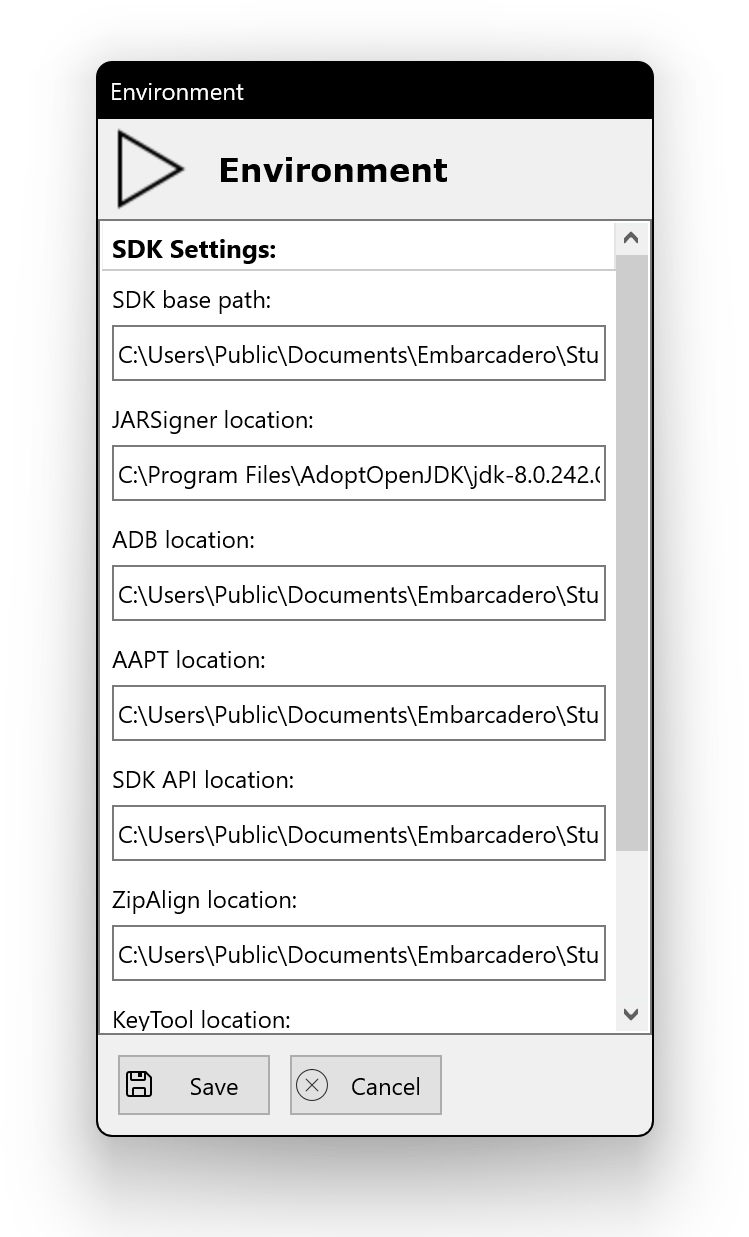 Environment
Environment
SDK Settings:
SDK base path:
C:\Users\Public\Documents\Embarcadero\Stu
JARSigner location:
C:\Program Files\AdoptOpenJDK\jdk-8.0.242.0
ADB location:
C:\Users\Public\Documents\Embarcadero\Stu
AAPT location:
C:\Users\Public\Documents\Embarcadero\Stu
SDK API location:
C:\Users\Public\Documents\Embarcadero\Stu
ZipAlign location:
C:\Users\Public\Documents\Embarcadero\Stu
KeyTool location:
Save
Cancel